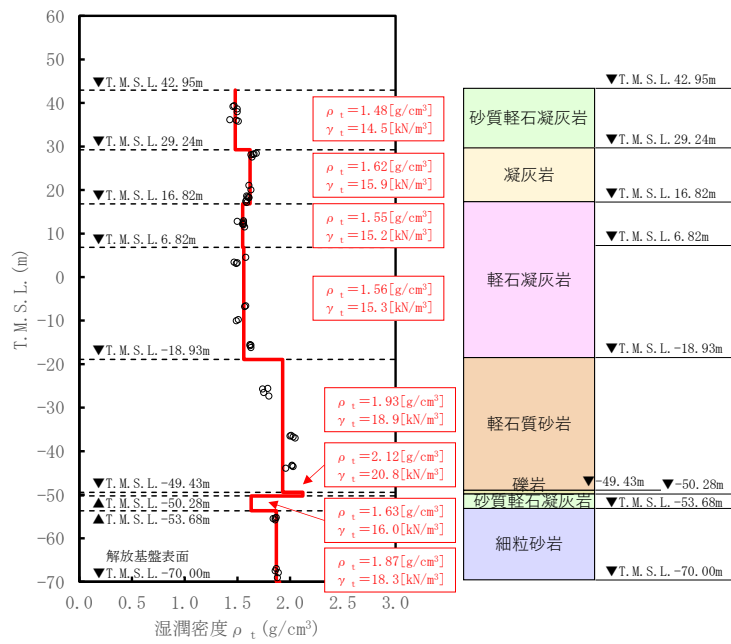 60
50
40
30
20
10
0
−10
−20
−30
−40
−50
−60
−70
T.M.S.L.(m)
0.0
0.5
1.0
1.5
2.0
2.5
3.0
湿潤密度ρt(g/cm³)
▼T.M.S.L.42.95m
▼T.M.S.L.29.24m
▼T.M.S.L.16.82m
▼T.M.S.L.6.82m
▼T.M.S.L.-18.93m
▼T.M.S.L.-49.43m
▲T.M.S.L.-50.28m
▲T.M.S.L.-53.68m
解放基盤表面
▼T.M.S.L.-70.00m
ρt=1.48[g/cm³]
γt=14.5[kN/m³]
ρt=1.62[g/cm³]
γt=15.9[kN/m³]
ρt=1.55[g/cm³]
γt=15.2[kN/m³]
ρt=1.56[g/cm³]
γt=15.3[kN/m³]
ρt=1.93[g/cm³]
γt=18.9[kN/m³]
ρt=2.12[g/cm³]
γt=20.8[kN/m³]
ρt=1.63[g/cm³]
γt=16.0[kN/m³]
ρt=1.87[g/cm³]
γt=18.3[kN/m³]
砂質軽石凝灰岩
凝灰岩
軽石凝灰岩
軽石質砂岩
礫岩
砂質軽石凝灰岩
細粒砂岩
▼T.M.S.L.42.95m
▼T.M.S.L.29.24m
▼T.M.S.L.16.82m
▼T.M.S.L.6.82m
▼T.M.S.L.-18.93m
▼-49.43m
▼-50.28m
▼T.M.S.L.-53.68m
▼T.M.S.L.-70.00m